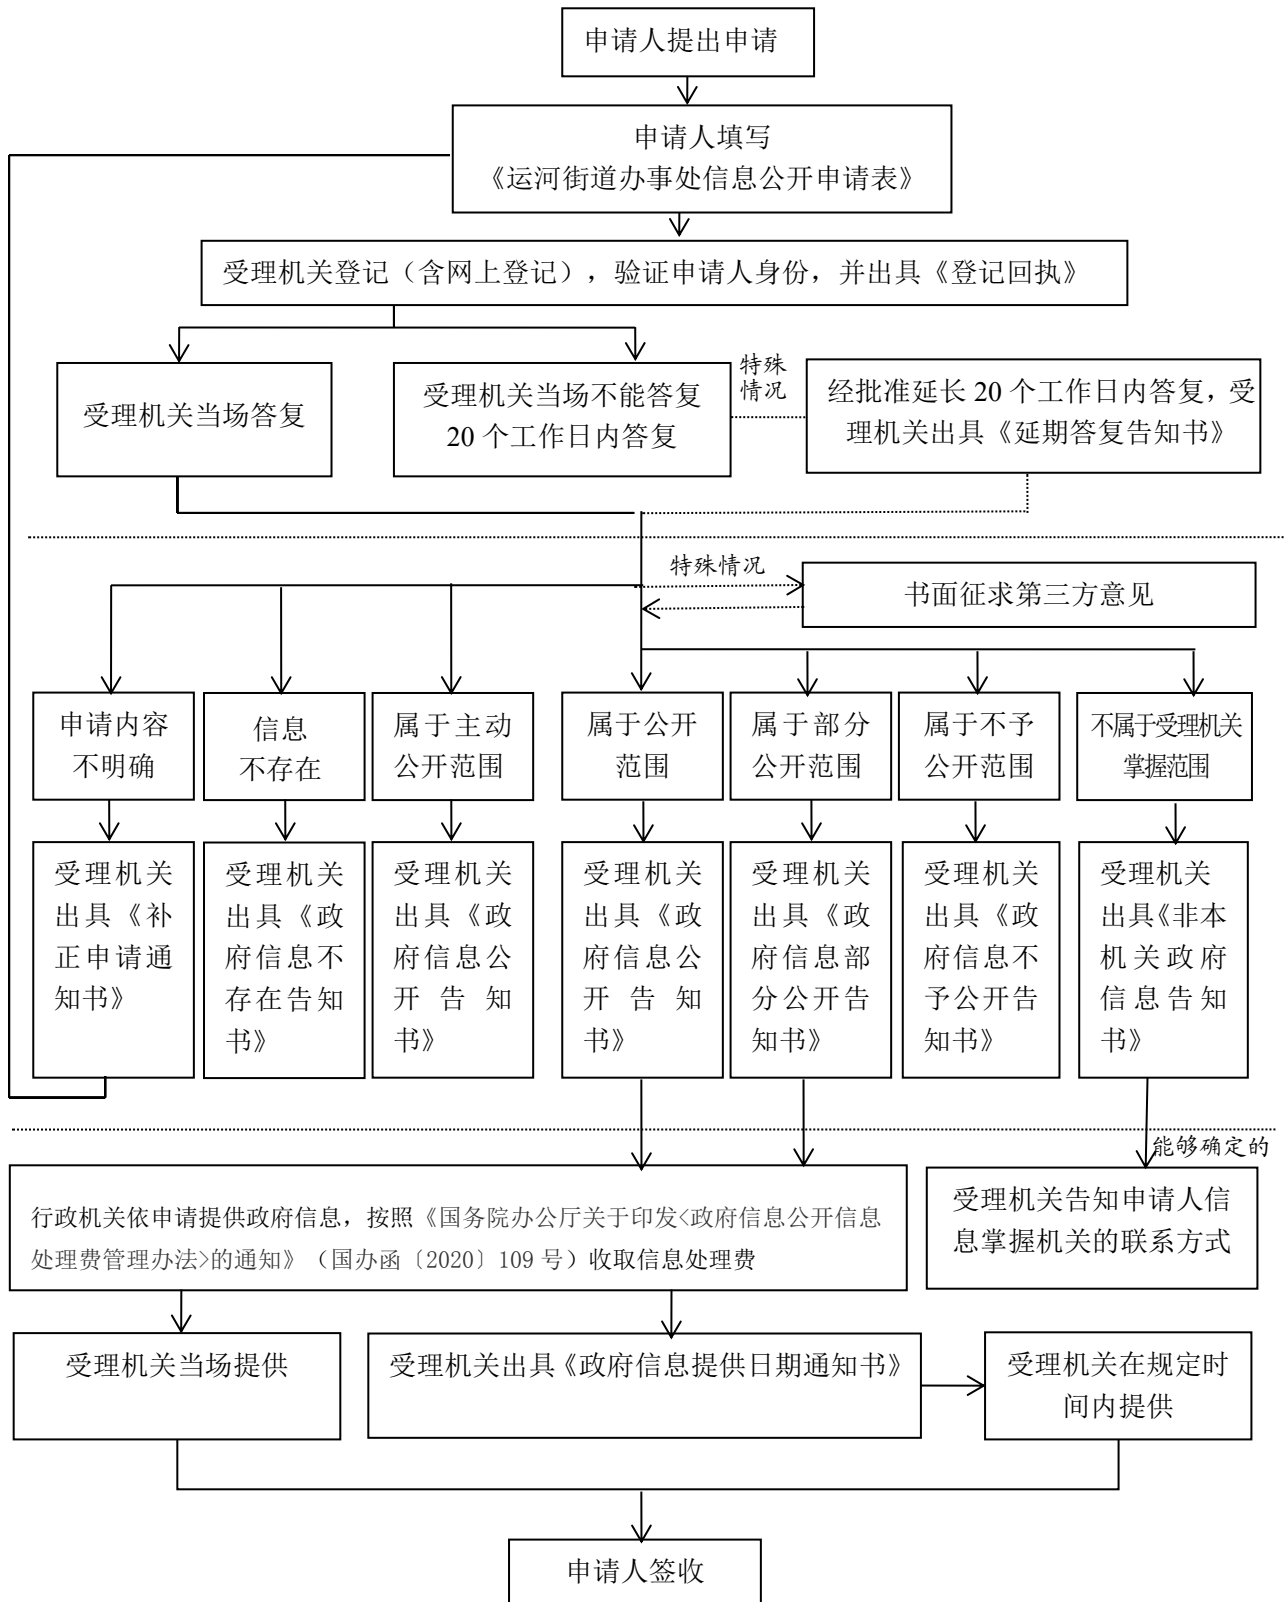 申请人提出申请
申请人填写
《运河街道办事处信息公开申请表》
受理机关登记（含网上登记），验证申请人身份，并出具《登记回执》
受理机关当场答复
受理机关当场不能答复
20 个工作日内答复
特殊
情况
经批准延长 20 个工作日内答复，受
理机关出具《延期答复告知书》
特殊情况
书面征求第三方意见
申请内容
不明确
信息
不存在
属于主动
公开范围
属于公开
范围
属于部分
公开范围
属于不予
公开范围
不属于受理机关
掌握范围
受理机关
出具《补
正申请通
知书》
受理机关
出具《政
府信息不
存在告知
书》
受理机关
出具《政
府信息公
开告知
书》
受理机关
出具《政
府信息公
开告知
书》
受理机关
出具《政
府信息部
分公开告
知书》
受理机关
出具《政
府信息不
予公开告
知书》
受理机关
出具《非本
机关政府
信息告知
书》
能够确定的
行政机关依申请提供政府信息，按照《国务院办公厅关于印发<政府信息公开信息
处理费管理办法>的通知》（国办函〔2020〕109 号）收取信息处理费
受理机关告知申请人信
息掌握机关的联系方式
受理机关当场提供
受理机关出具《政府信息提供日期通知书》
受理机关在规定时
间内提供
申请人签收